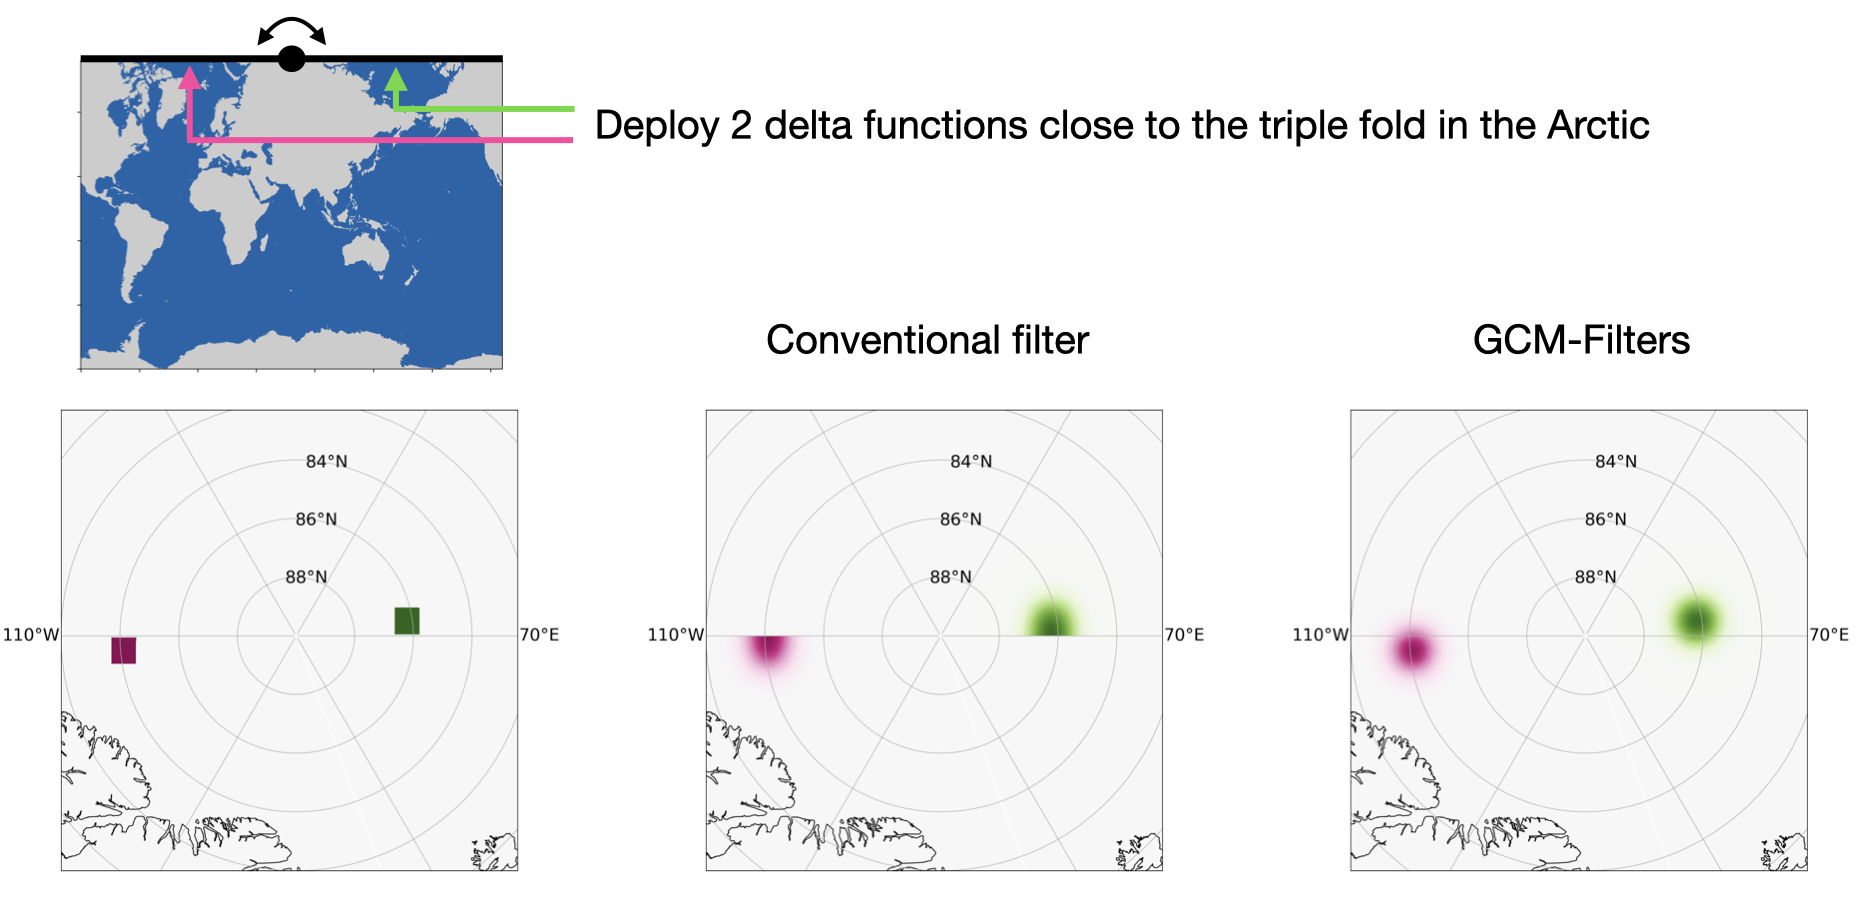 Deploy 2 delta functions close to the triple fold in the Arctic
Conventional filter
GCM-Filters
84°N
86°N
88°N
110°W
70°E
84°N
86°N
88°N
110°W
70°E
84°N
86°N
88°N
110°W
70°E